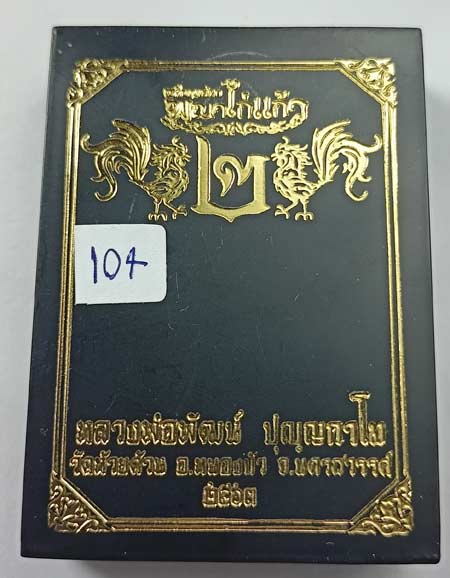 พญาไก่แก้ว
๒
104
หลวงพ่อพัฒน์ ปุญฺญกาโม
วัดห้วยด้วน อ.หนองบัว จ.นครสวรรค์
๒๕๖๓